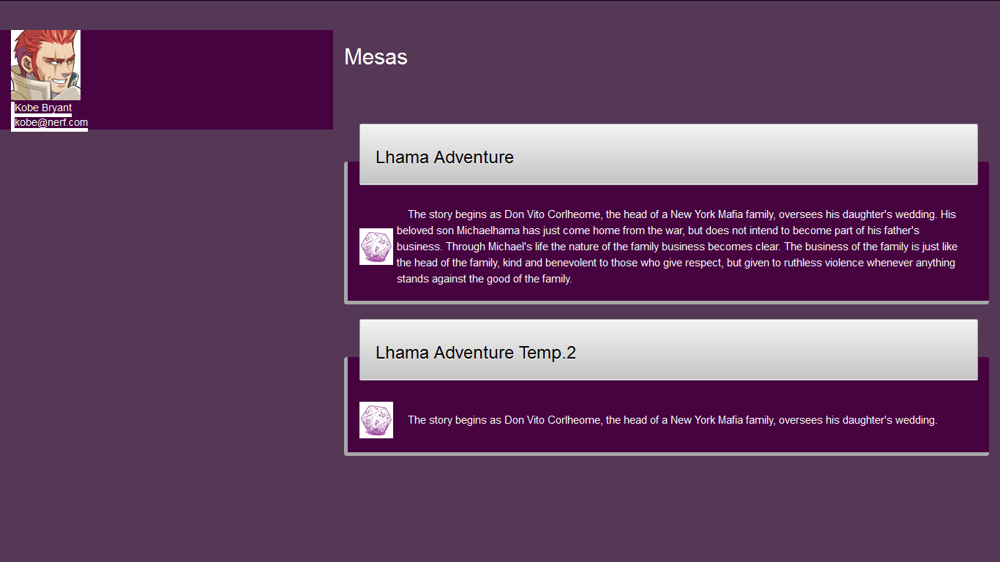 Kobe Bryant
kobe@nerf.com
Mesas
Lhama Adventure
The story begins as Don Vito Corlheome, the head of a New York Mafia family, oversees his daughter's wedding. His
beloved son Michaelhama has just come home from the war, but does not intend to become part of his father's
business. Through Michael's life the nature of the family business becomes clear. The business of the family is just like
the head of the family, kind and benevolent to those who give respect, but given to ruthless violence whenever anything
stands against the good of the family.
Lhama Adventure Temp.2
The story begins as Don Vito Corlheome, the head of a New York Mafia family, oversees his daughter's wedding.